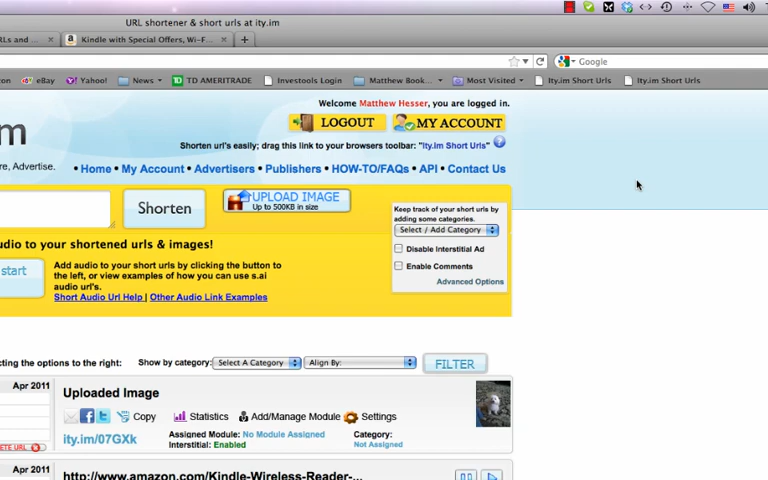 URL shortener & short urls at ity.im
RLs and ...
Kindle with Special Offers, Wi-F...
Google
zon
eBay
Yahoo!
News
TD AMERITRADE
Investools Login
Matthew Book...
Most Visited
Ity.im Short Urls
Ity.im Short Urls
Welcome Matthew Hesser, you are logged in.
LOGOUT
MY ACCOUNT
m
Shorten url's easily; drag this link to your browsers toolbar: "Ity.im Short Urls" ?
re, Advertise.
• Home • My Account • Advertisers • Publishers • HOW-TO/FAQs • API • Contact Us
Shorten
UPLOAD IMAGE
Up to 500KB in size
Keep track of your short urls by
adding some categories.
Select / Add Category
Disable Interstitial Ad
Enable Comments
Advanced Options
udio to your shortened urls & images!
start
Add audio to your short urls by clicking the button to
the left, or view examples of how you can use s.ai
audio url's.
Short Audio Url Help | Other Audio Link Examples
cting the options to the right:
Show by category:
Select A Category
Align By:
FILTER
Apr 2011
Uploaded Image
Copy
Statistics
Add/Manage Module
Settings
ity.im/07GXk
Assigned Module: No Module Assigned
Interstitial: Enabled
Category:
Not Assigned
ETE URL
Apr 2011
http://www.amazon.com/Kindle-Wireless-Reader-...